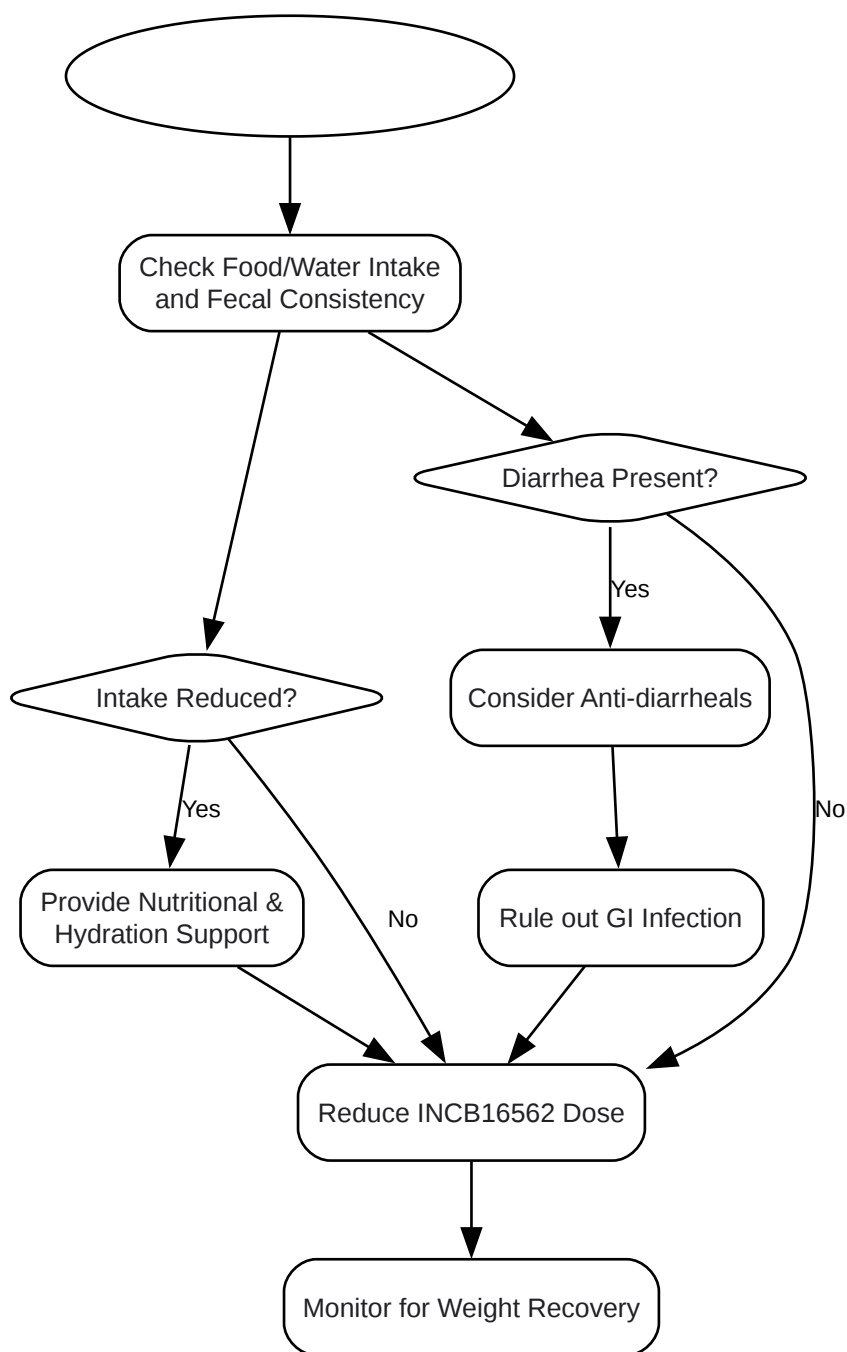 Check Food/Water Intake
and Fecal Consistency
Diarrhea Present?
Yes
Intake Reduced?
Consider Anti-diarrheals
Yes
No
Provide Nutritional &
Hydration Support
No
Rule out GI Infection
Reduce INCB16562 Dose
Monitor for Weight Recovery